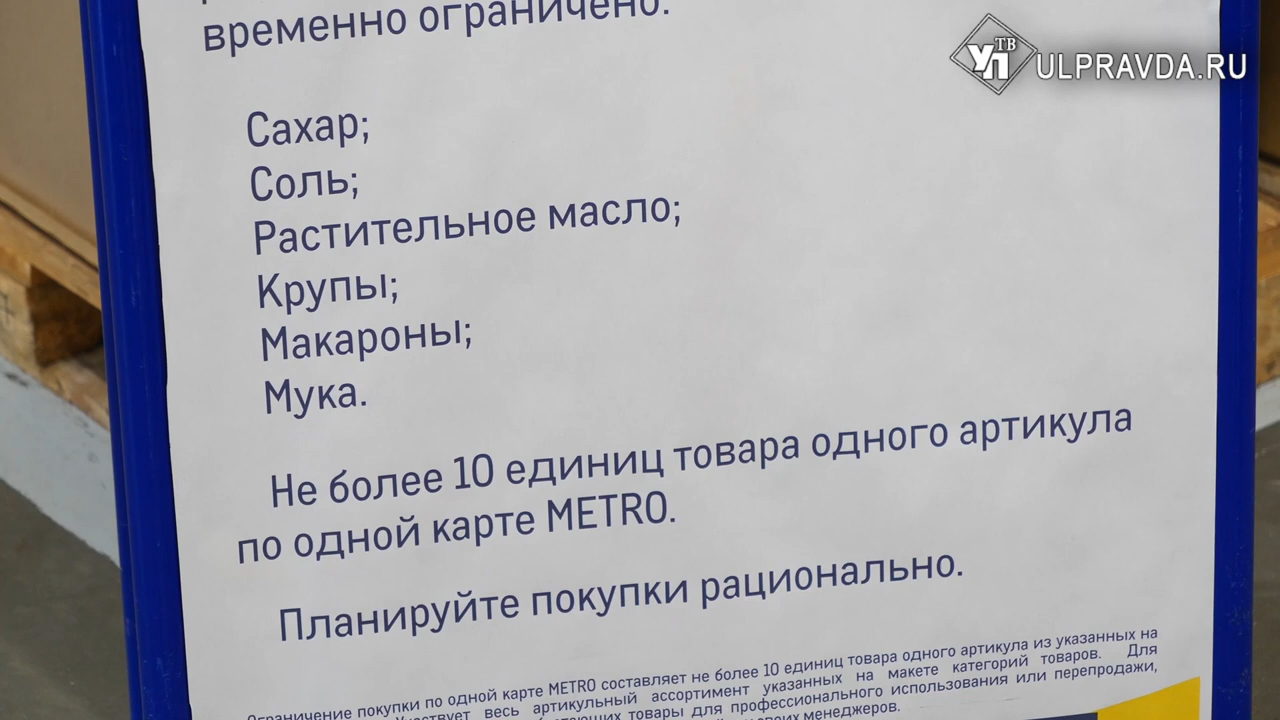 временно ограничено.
УП ТВ ULPRAVDA.RU
Сахар;
Соль;
Растительное масло;
Крупы;
Макароны;
Мука.
Не более 10 единиц товара одного артикула
по одной карте METRO.
Планируйте покупки рационально.
Ограничение покупки по одной карте METRO составляет не более 10 единиц товара одного артикула из указанных на
весь артикульный ассортимент указанных на макете категорий товаров. Для
товары для профессионального использования или перепродажи,
своих менеджеров.